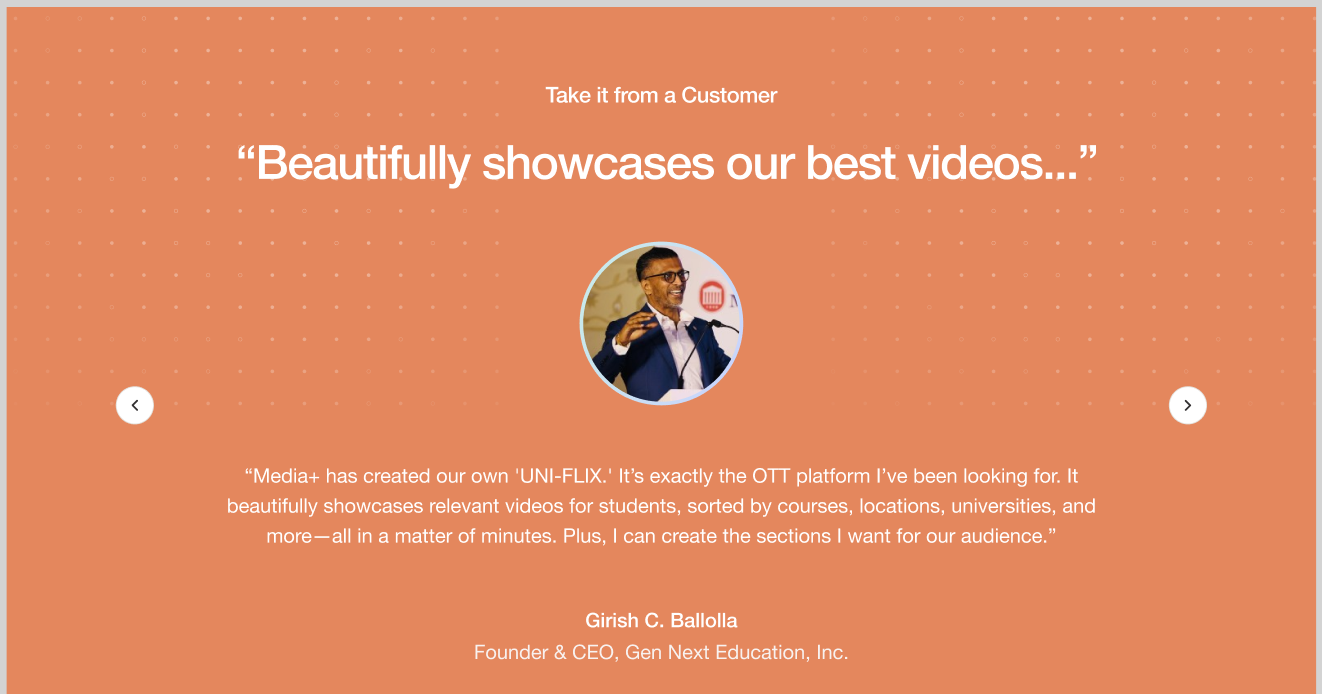 Take it from a Customer
“Beautifully showcases our best videos...”
“Media+ has created our own 'UNI-FLIX.' It’s exactly the OTT platform I’ve been looking for. It
beautifully showcases relevant videos for students, sorted by courses, locations, universities, and
more—all in a matter of minutes. Plus, I can create the sections I want for our audience.”
Girish C. Ballolla
Founder & CEO, Gen Next Education, Inc.